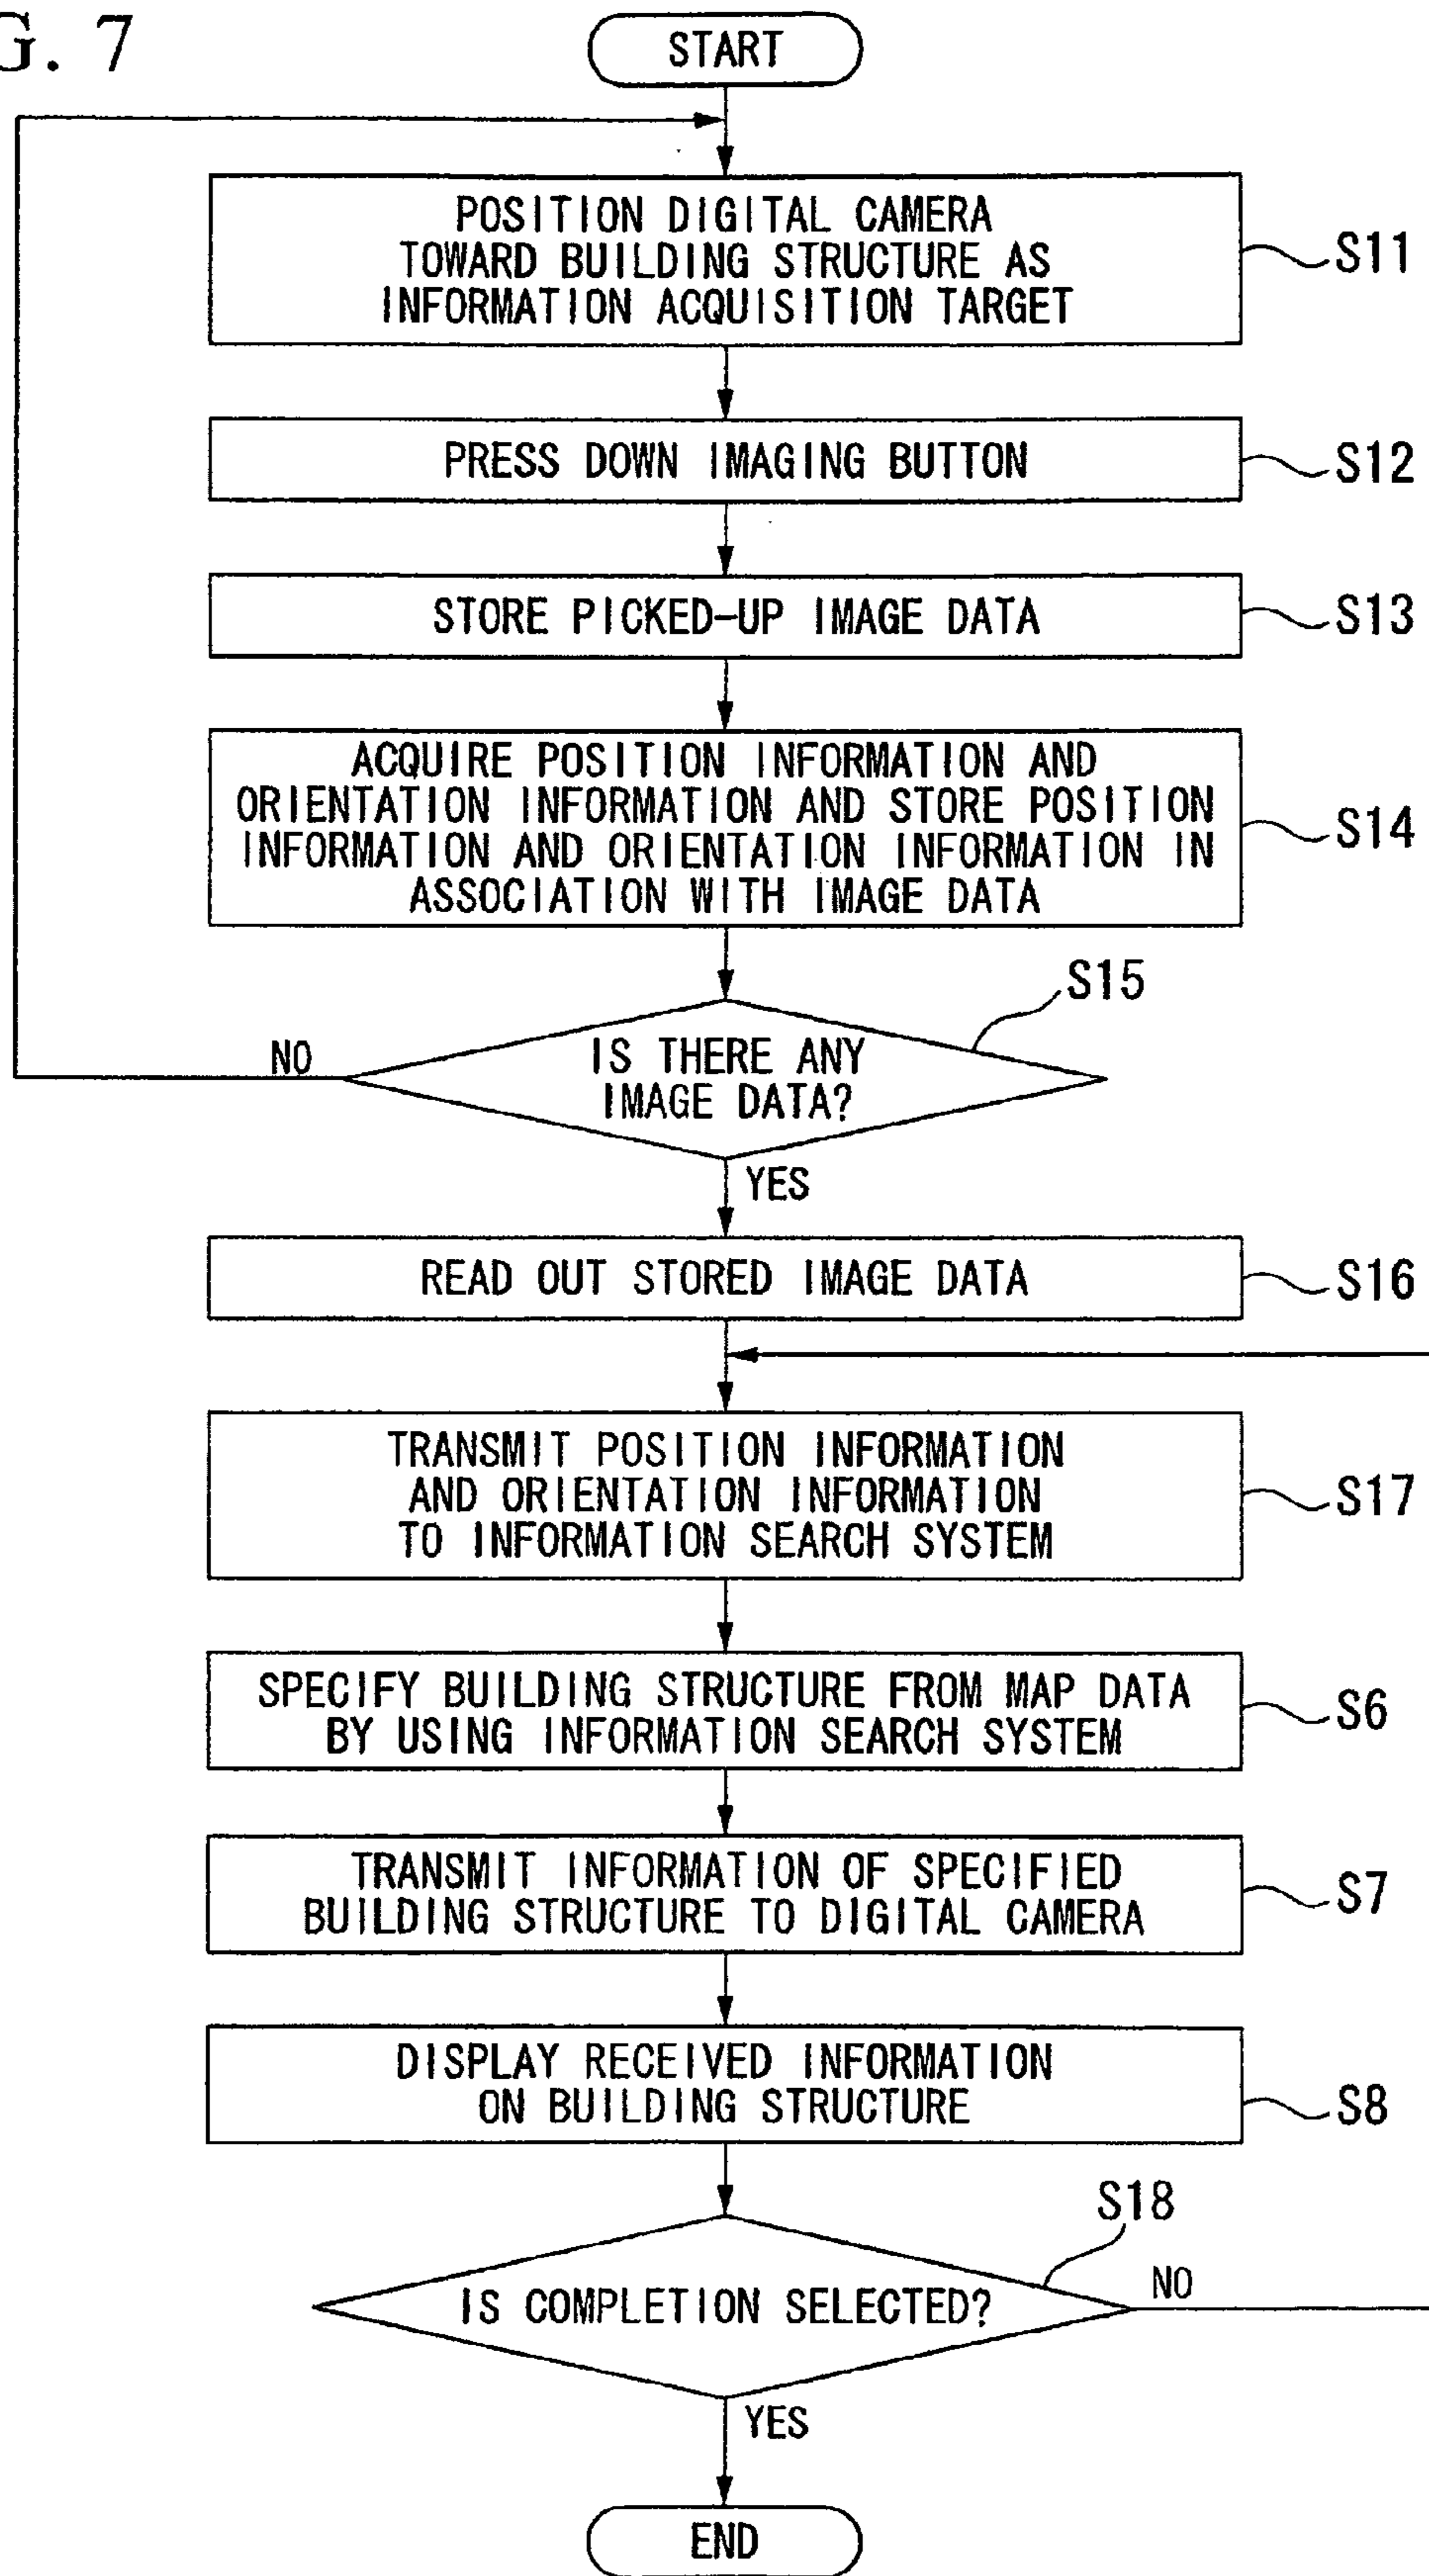 G. 7
START
POSITION DIGITAL CAMERA
TOWARD BUILDING STRUCTURE AS
INFORMATION ACQUISITION TARGET
S11
PRESS DOWN IMAGING BUTTON
S12
STORE PICKED-UP IMAGE DATA
S13
ACQUIRE POSITION INFORMATION AND
ORIENTATION INFORMATION AND STORE POSITION
INFORMATION AND ORIENTATION INFORMATION IN
ASSOCIATION WITH IMAGE DATA
S14
S15
IS THERE ANY
IMAGE DATA?
NO
YES
READ OUT STORED IMAGE DATA
S16
TRANSMIT POSITION INFORMATION
AND ORIENTATION INFORMATION
TO INFORMATION SEARCH SYSTEM
S17
SPECIFY BUILDING STRUCTURE FROM MAP DATA
BY USING INFORMATION SEARCH SYSTEM
S6
TRANSMIT INFORMATION OF SPECIFIED
BUILDING STRUCTURE TO DIGITAL CAMERA
S7
DISPLAY RECEIVED INFORMATION
ON BUILDING STRUCTURE
S8
S18
IS COMPLETION SELECTED?
NO
YES
END